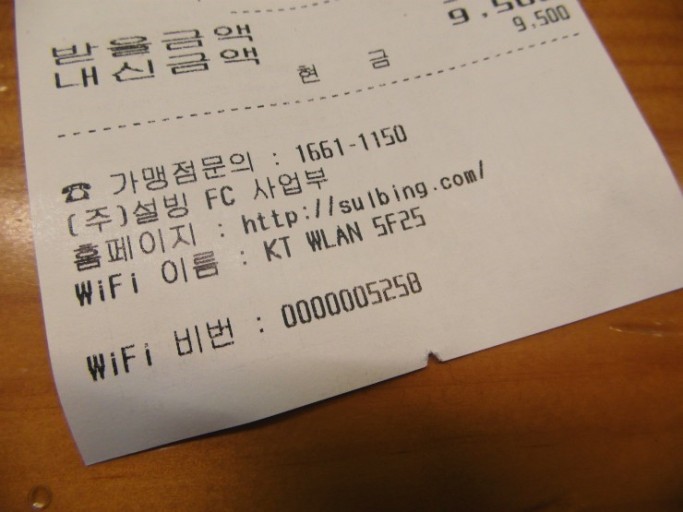 받을금액 9,500
내신금액 9,500
현 금
☎ 가맹점문의 : 1661-1150
(주)설빙 FC 사업부
홈페이지 : http://sulbing.com/
WiFi 이름 : KT WLAN 5F25
WiFi 비번 : 0000005258